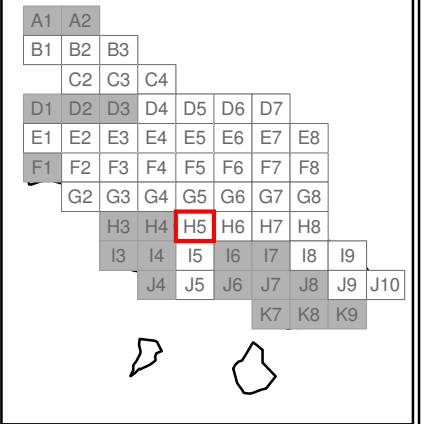 A1 A2
B1 B2 B3
C2 C3 C4
D1 D2 D3 D4 D5 D6 D7
E1 E2 E3 E4 E5 E6 E7 E8
F1 F2 F3 F4 F5 F6 F7 F8
G2 G3 G4 G5 G6 G7 G8
H3 H4 H5 H6 H7 H8
I3 I4 I5 I6 I7 I8 I9
J4 J5 J6 J7 J8 J9 J10
K7 K8 K9